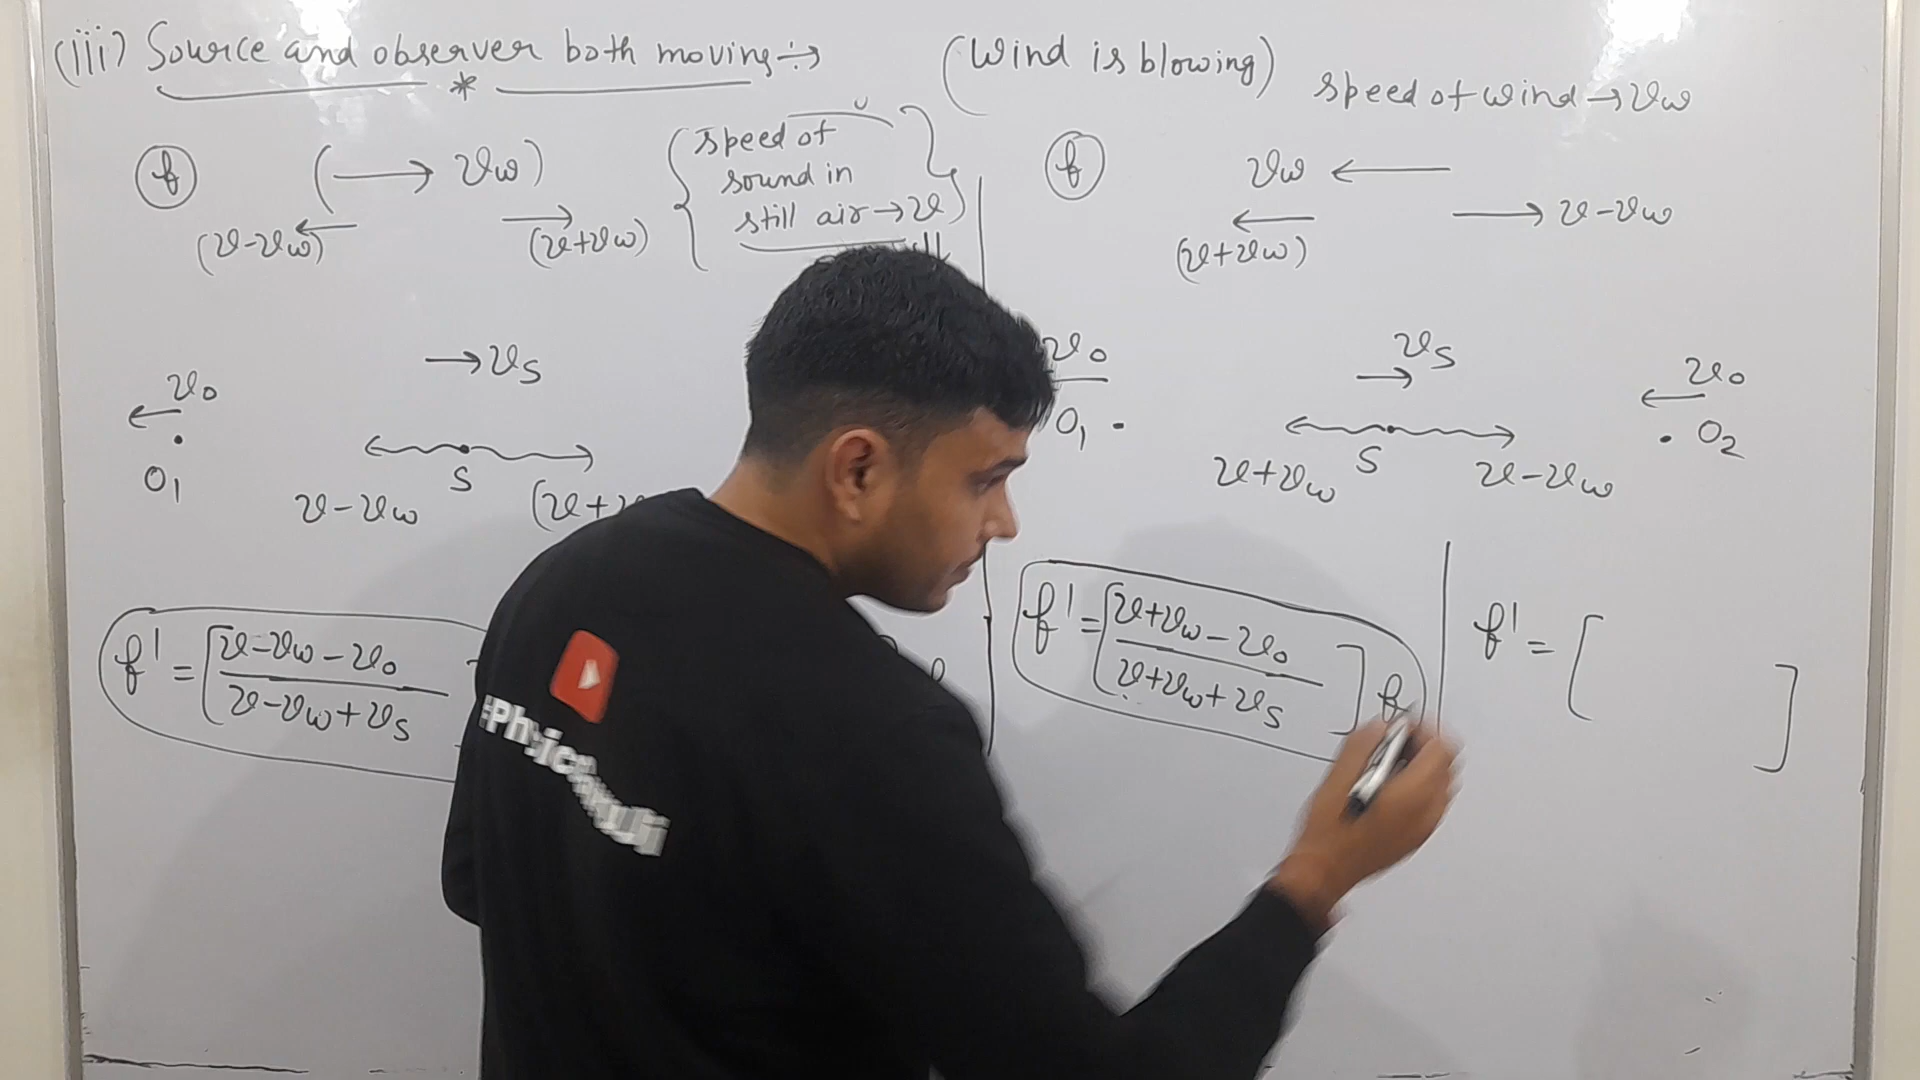 (iii) Source and observer both moving :→
*
(→ vw)
f
(v-vw)
(v+vw)
speed of
sound in
still air → v
→ vs
vo
O1
S
v-vw
(v+
f' = [v-vw-vo / v-vw+vs
(Wind is blowing)
speed of wind → vw
f
vw ←
→ v-vw
(v+vw)
vo
O1
vs
S
v+vw
v-vw
vo
O2
f' = [v+vw-vo / v+vw+vs] f
f' = [ ]